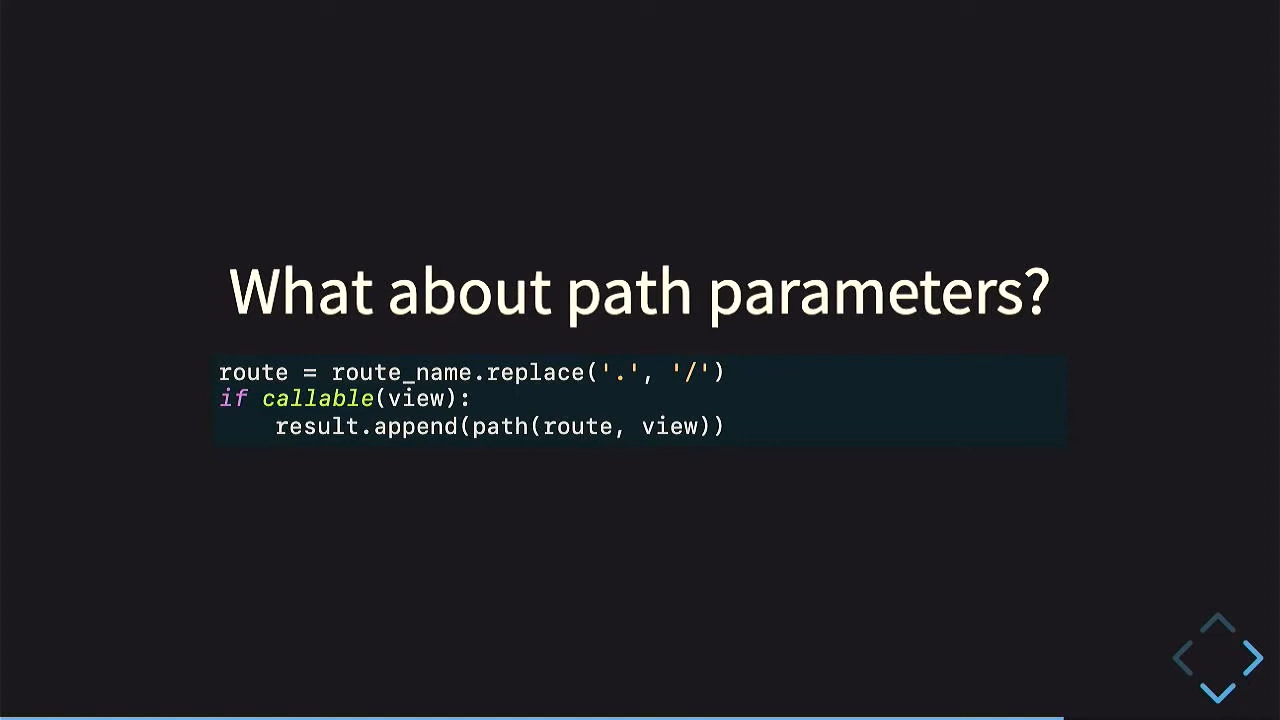 What about path parameters?
route = route_name.replace('.', '/')
if callable(view):
    result.append(path(route, view))